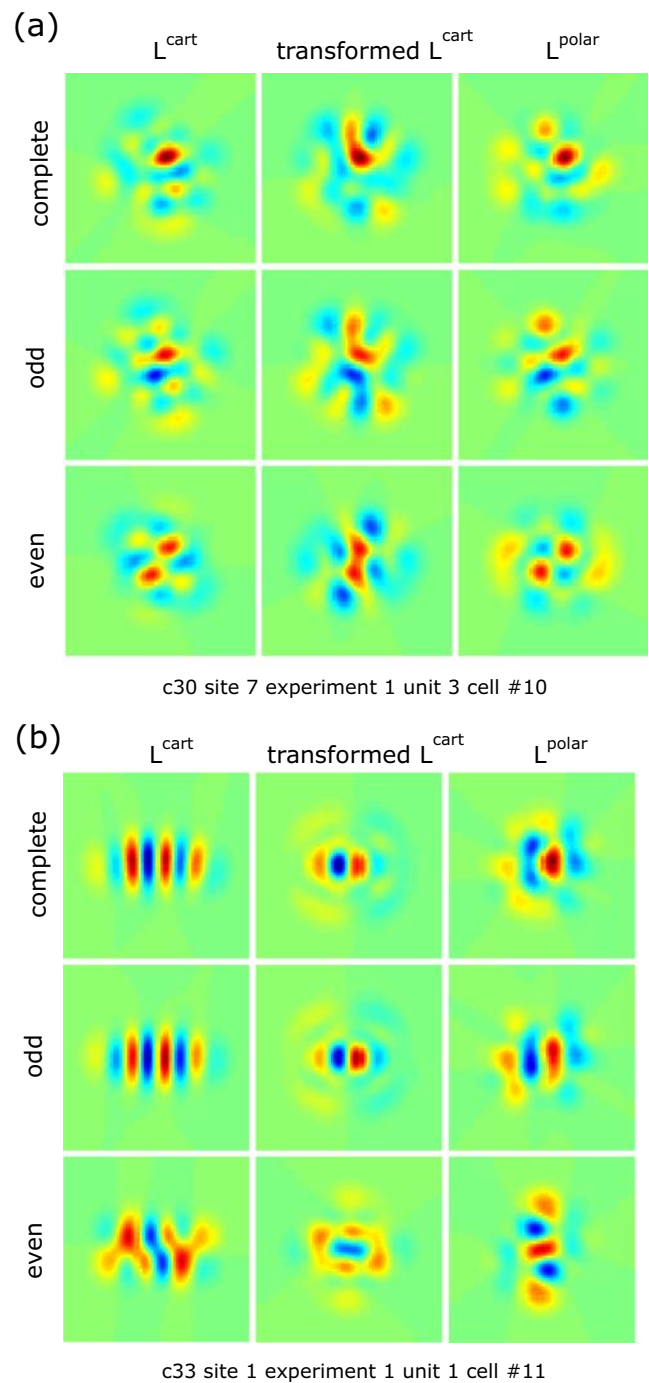 (a)
L^cart transformed L^cart L^polar
complete
odd
even
c30 site 7 experiment 1 unit 3 cell #10
(b)
L^cart transformed L^cart L^polar
complete
odd
even
c33 site 1 experiment 1 unit 1 cell #11